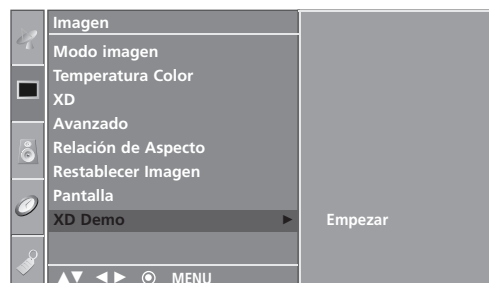 Imagen
Modo imagen
Temperatura Color
XD
Avanzado
Relación de Aspecto
Restablecer Imagen
Pantalla
XD Demo ► Empezar
▲▼ ◄► ⦿ MENU